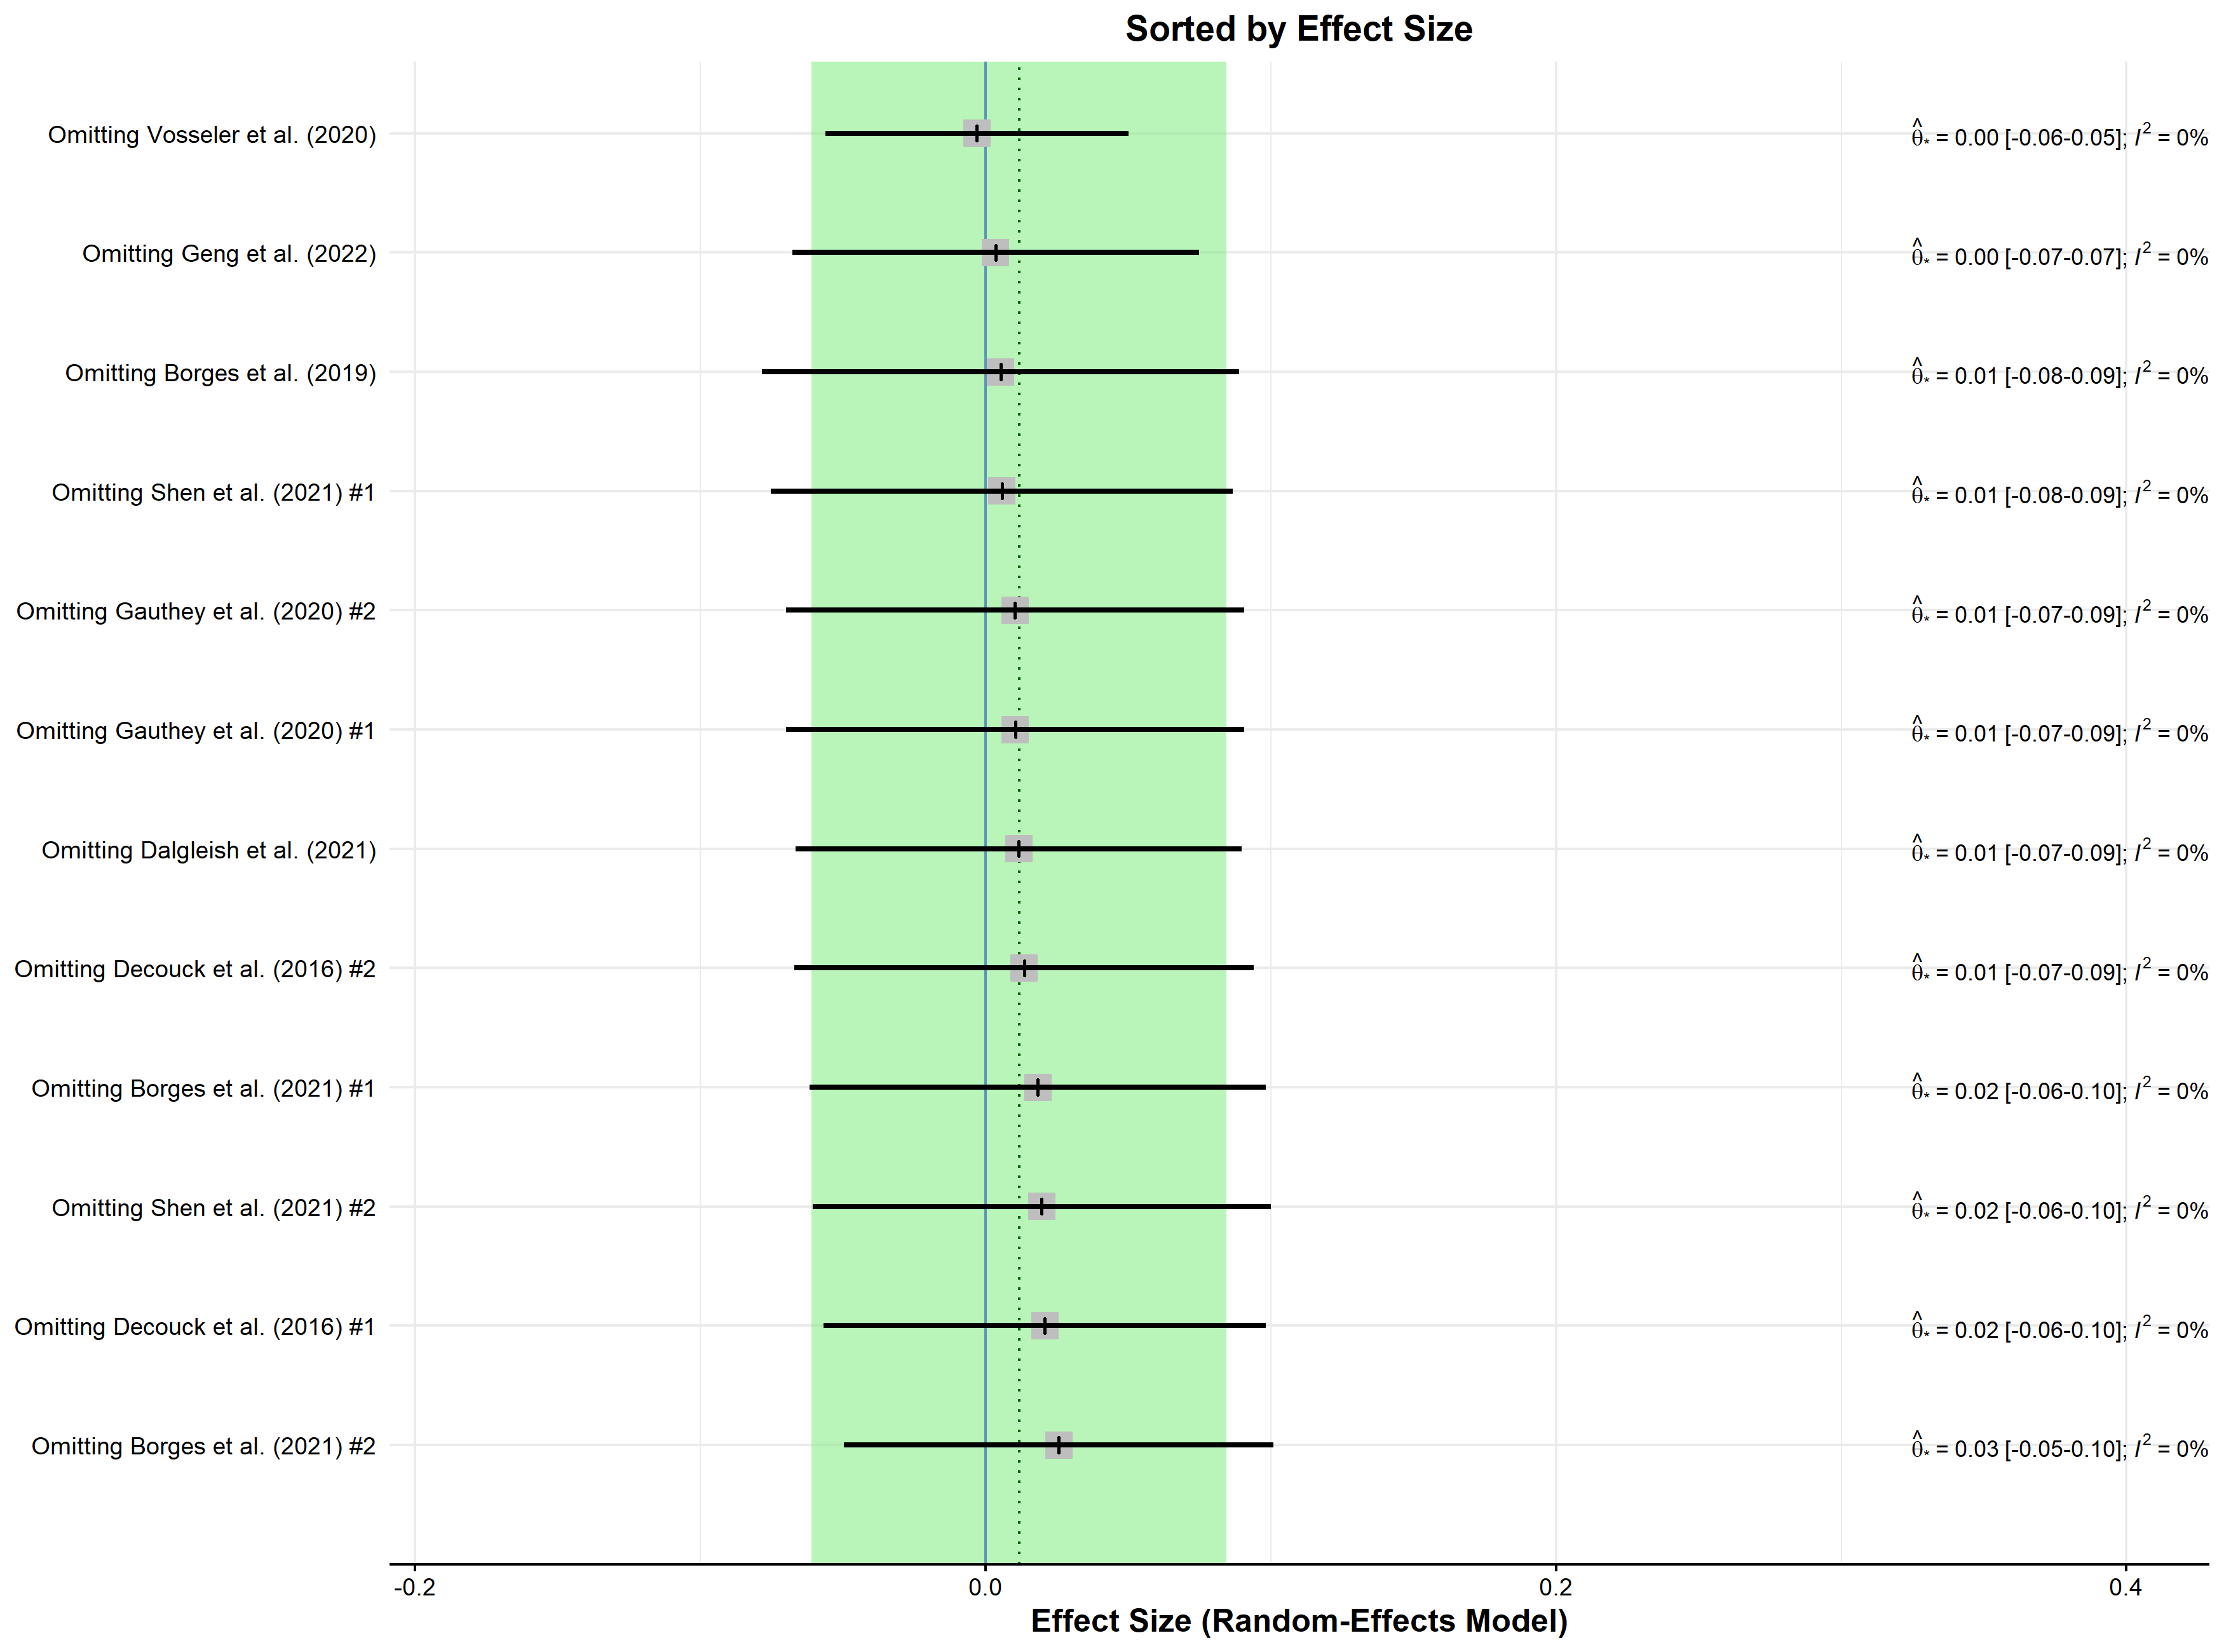 Sorted by Effect Size
Omitting Vosseler et al. (2020) θ̂* = 0.00 [-0.06-0.05]; I² = 0%
Omitting Geng et al. (2022) θ̂* = 0.00 [-0.07-0.07]; I² = 0%
Omitting Borges et al. (2019) θ̂* = 0.01 [-0.08-0.09]; I² = 0%
Omitting Shen et al. (2021) #1 θ̂* = 0.01 [-0.08-0.09]; I² = 0%
Omitting Gauthey et al. (2020) #2 θ̂* = 0.01 [-0.07-0.09]; I² = 0%
Omitting Gauthey et al. (2020) #1 θ̂* = 0.01 [-0.07-0.09]; I² = 0%
Omitting Dalgleish et al. (2021) θ̂* = 0.01 [-0.07-0.09]; I² = 0%
Omitting Decouck et al. (2016) #2 θ̂* = 0.01 [-0.07-0.09]; I² = 0%
Omitting Borges et al. (2021) #1 θ̂* = 0.02 [-0.06-0.10]; I² = 0%
Omitting Shen et al. (2021) #2 θ̂* = 0.02 [-0.06-0.10]; I² = 0%
Omitting Decouck et al. (2016) #1 θ̂* = 0.02 [-0.06-0.10]; I² = 0%
Omitting Borges et al. (2021) #2 θ̂* = 0.03 [-0.05-0.10]; I² = 0%
-0.2 0.0 0.2 0.4
Effect Size (Random-Effects Model)